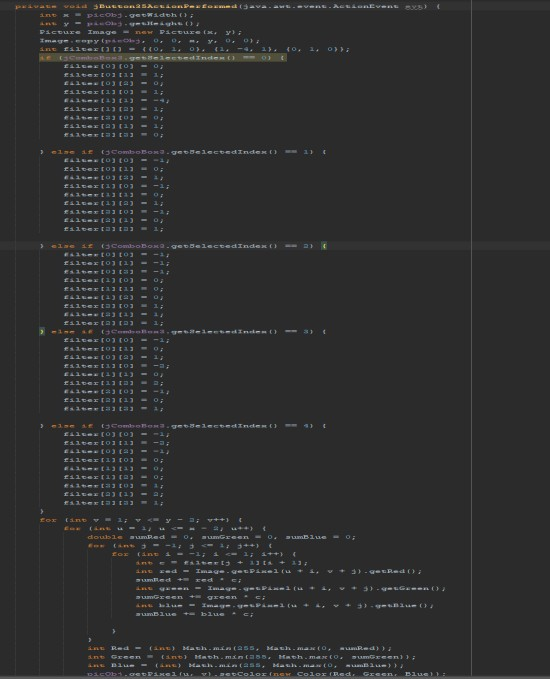 private void jButton35ActionPerformed(java.awt.event.ActionEvent evt) {
int x = picObj.getWidth();
int y = picObj.getHeight();
Picture Image = new Picture(x, y);
Image.copy(picObj, 0, 0, x, y, 0, 0);
int filter[][] = {{0, 1, 0}, {1, -4, 1}, {0, 1, 0}};
if (jComboBox3.getSelectedIndex() == 0) {
filter[0][0] = 0;
filter[0][1] = 1;
filter[0][2] = 0;
filter[1][0] = 1;
filter[1][1] = -4;
filter[1][2] = 1;
filter[2][0] = 0;
filter[2][1] = 1;
filter[2][2] = 0;
} else if (jComboBox3.getSelectedIndex() == 1) {
filter[0][0] = -1;
filter[0][1] = 0;
filter[0][2] = 1;
filter[1][0] = -1;
filter[1][1] = 0;
filter[1][2] = 1;
filter[2][0] = -1;
filter[2][1] = 0;
filter[2][2] = 1;
} else if (jComboBox3.getSelectedIndex() == 2) {
filter[0][0] = -1;
filter[0][1] = -1;
filter[0][2] = -1;
filter[1][0] = 0;
filter[1][1] = 0;
filter[1][2] = 0;
filter[2][0] = 1;
filter[2][1] = 1;
filter[2][2] = 1;
} else if (jComboBox3.getSelectedIndex() == 3) {
filter[0][0] = -1;
filter[0][1] = 0;
filter[0][2] = 1;
filter[1][0] = -2;
filter[1][1] = 0;
filter[1][2] = 2;
filter[2][0] = -1;
filter[2][1] = 0;
filter[2][2] = 1;
} else if (jComboBox3.getSelectedIndex() == 4) {
filter[0][0] = -1;
filter[0][1] = -2;
filter[0][2] = -1;
filter[1][0] = 0;
filter[1][1] = 0;
filter[1][2] = 0;
filter[2][0] = 1;
filter[2][1] = 2;
filter[2][2] = 1;
}
for (int v = 1; v <= y - 2; v++) {
for (int u = 1; u <= x - 2; u++) {
double sumRed = 0, sumGreen = 0, sumBlue = 0;
for (int j = -1; j <= 1; j++) {
for (int i = -1; i <= 1; i++) {
int c = filter[j + 1][i + 1];
int red = Image.getPixel(u + i, v + j).getRed();
sumRed += red * c;
int green = Image.getPixel(u + i, v + j).getGreen();
sumGreen += green * c;
int blue = Image.getPixel(u + i, v + j).getBlue();
sumBlue += blue * c;
}
}
int Red = (int) Math.min(255, Math.max(0, sumRed));
int Green = (int) Math.min(255, Math.max(0, sumGreen));
int Blue = (int) Math.min(255, Math.max(0, sumBlue));
picObj.getPixel(u, v).setColor(new Color(Red, Green, Blue));